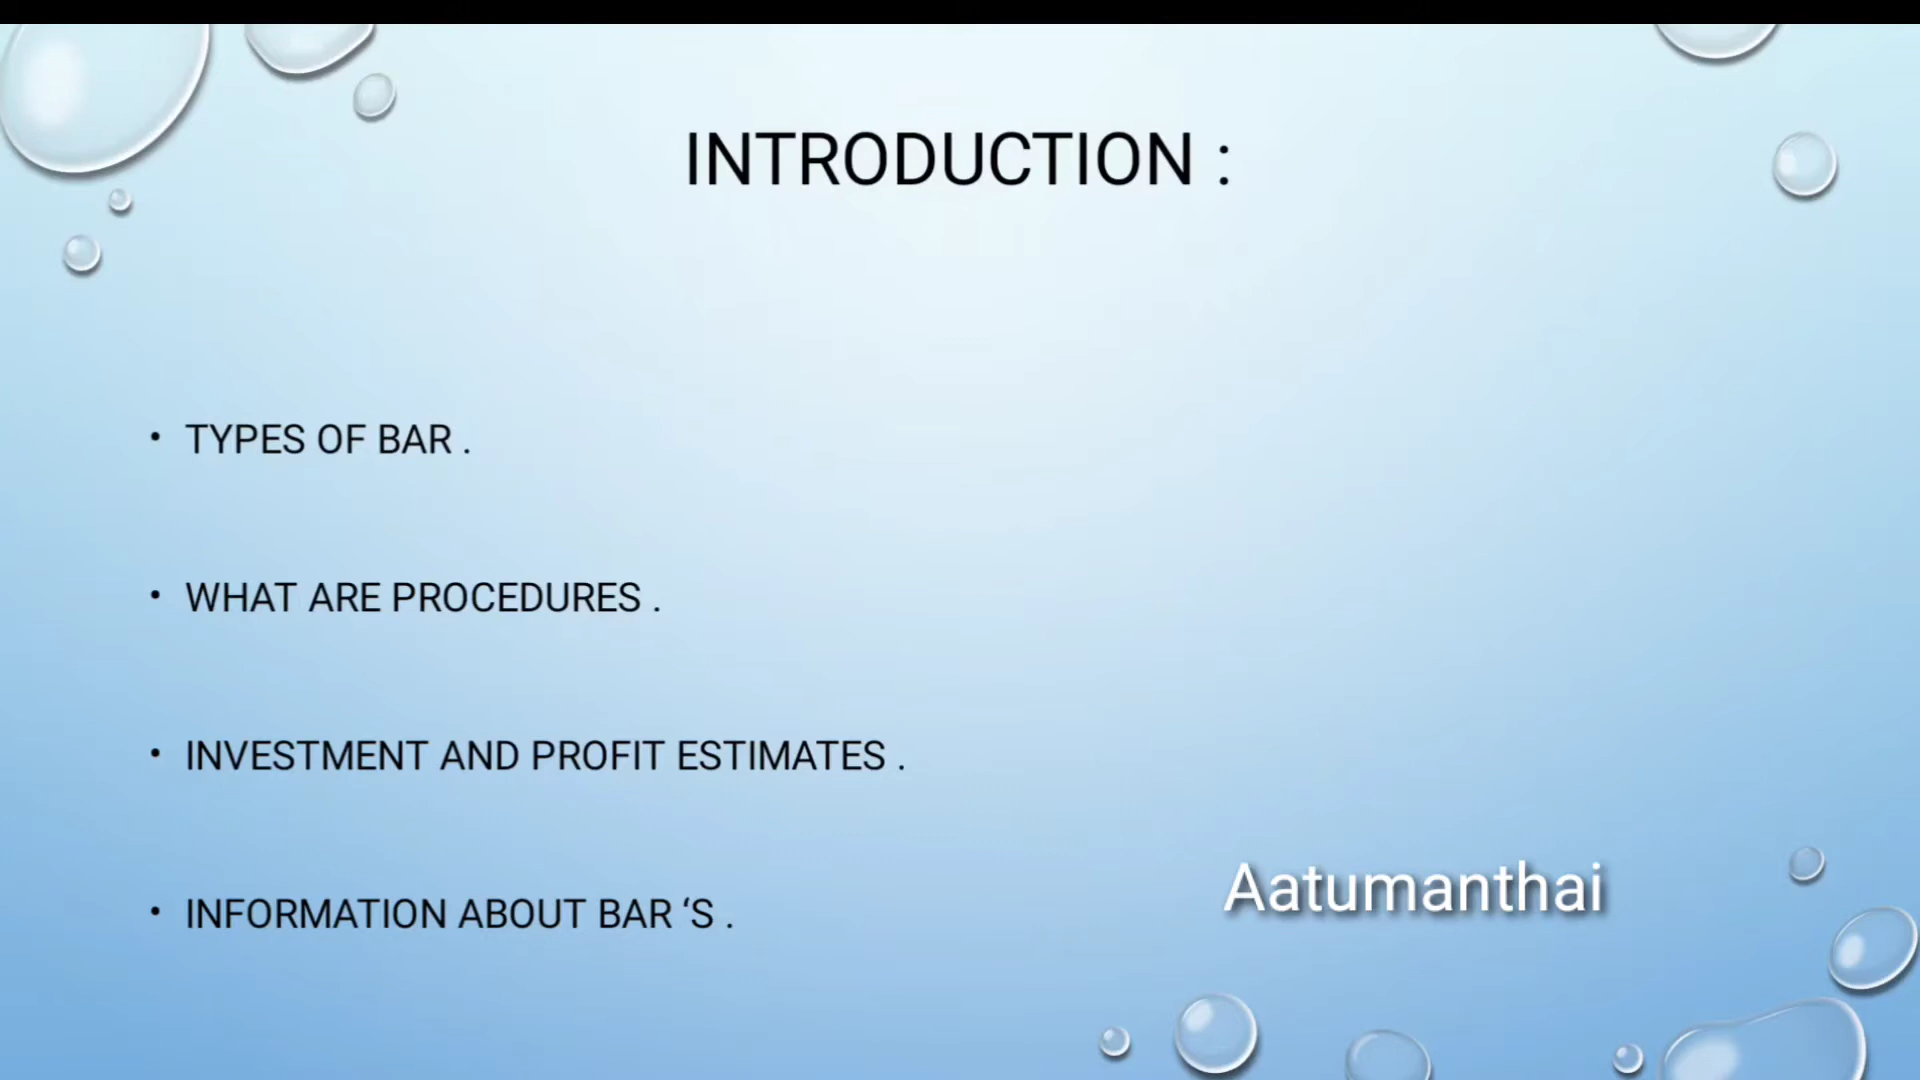 INTRODUCTION :
• TYPES OF BAR .
• WHAT ARE PROCEDURES .
• INVESTMENT AND PROFIT ESTIMATES .
• INFORMATION ABOUT BAR ‘S .
Aatumanthai